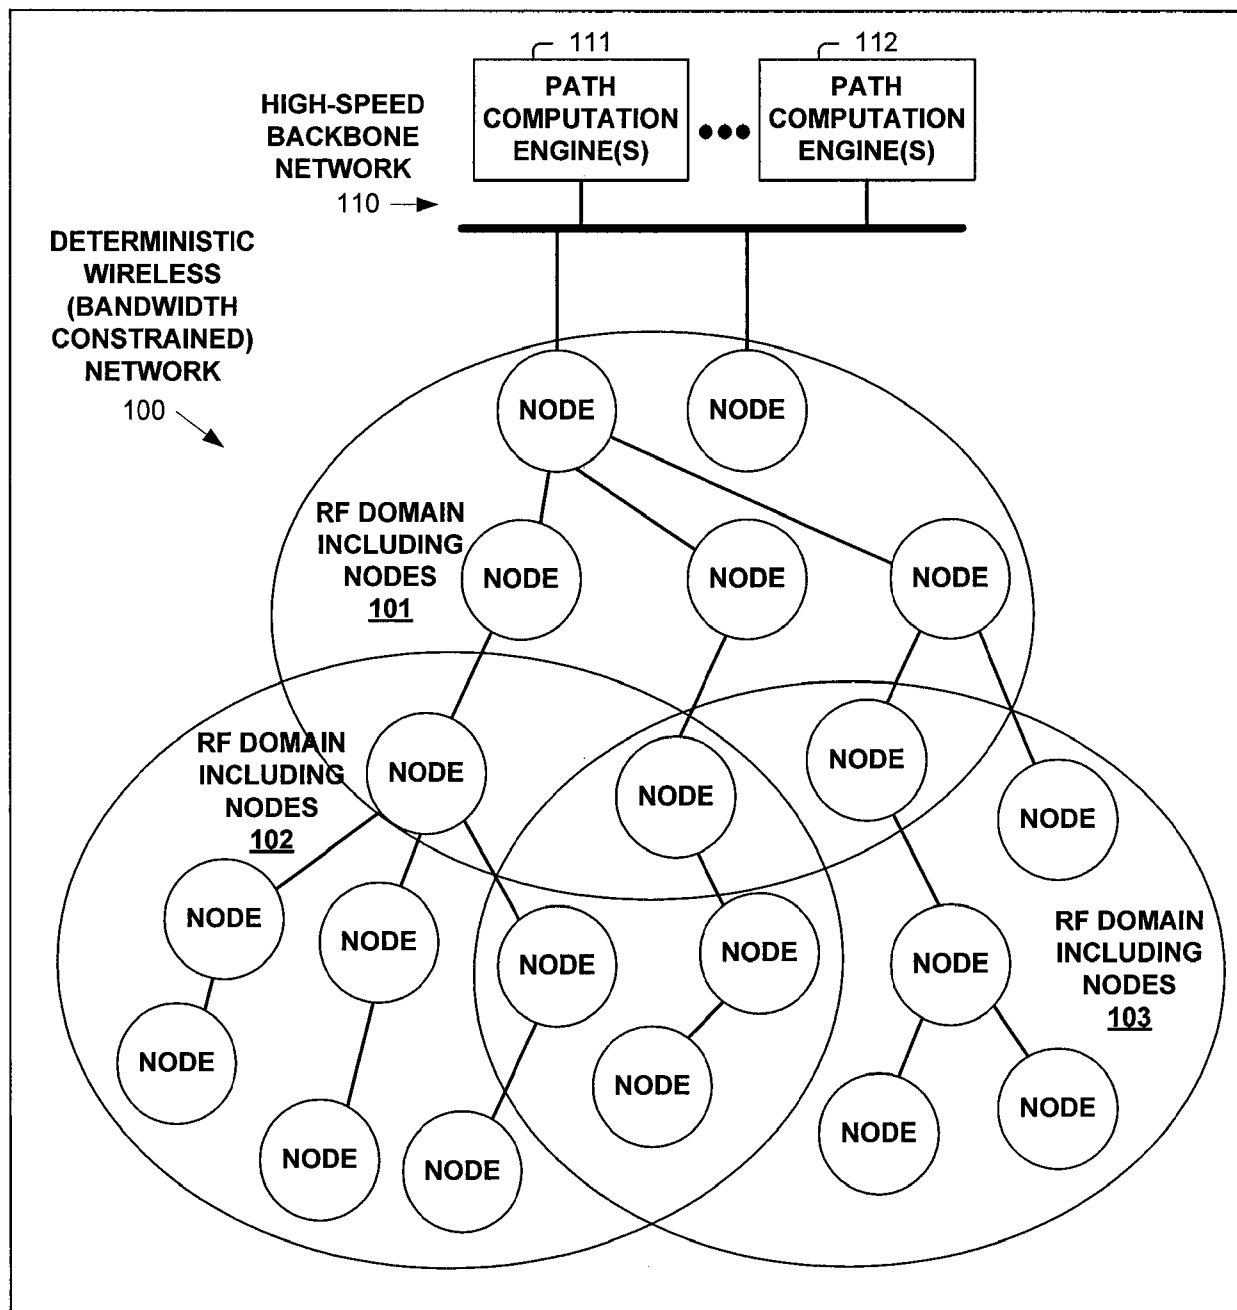 111
112
PATH
COMPUTATION
ENGINE(S)
PATH
COMPUTATION
ENGINE(S)
HIGH-SPEED
BACKBONE
NETWORK
110
DETERMINISTIC
WIRELESS
(BANDWIDTH
CONSTRAINED)
NETWORK
100
NODE
NODE
RF DOMAIN
INCLUDING
NODES
101
NODE
NODE
NODE
RF DOMAIN
INCLUDING
NODES
102
NODE
NODE
NODE
NODE
NODE
NODE
NODE
NODE
NODE
RF DOMAIN
INCLUDING
NODES
103
NODE
NODE
NODE
NODE
NODE
NODE